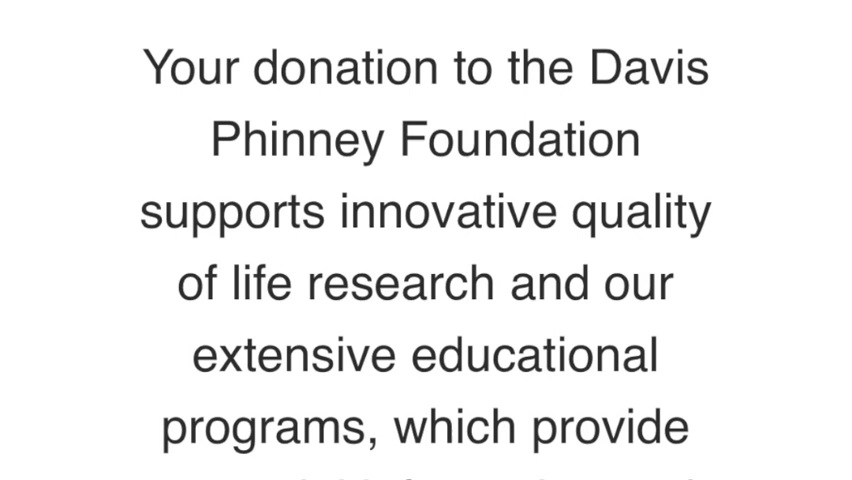 Your donation to the Davis
Phinney Foundation
supports innovative quality
of life research and our
extensive educational
programs, which provide